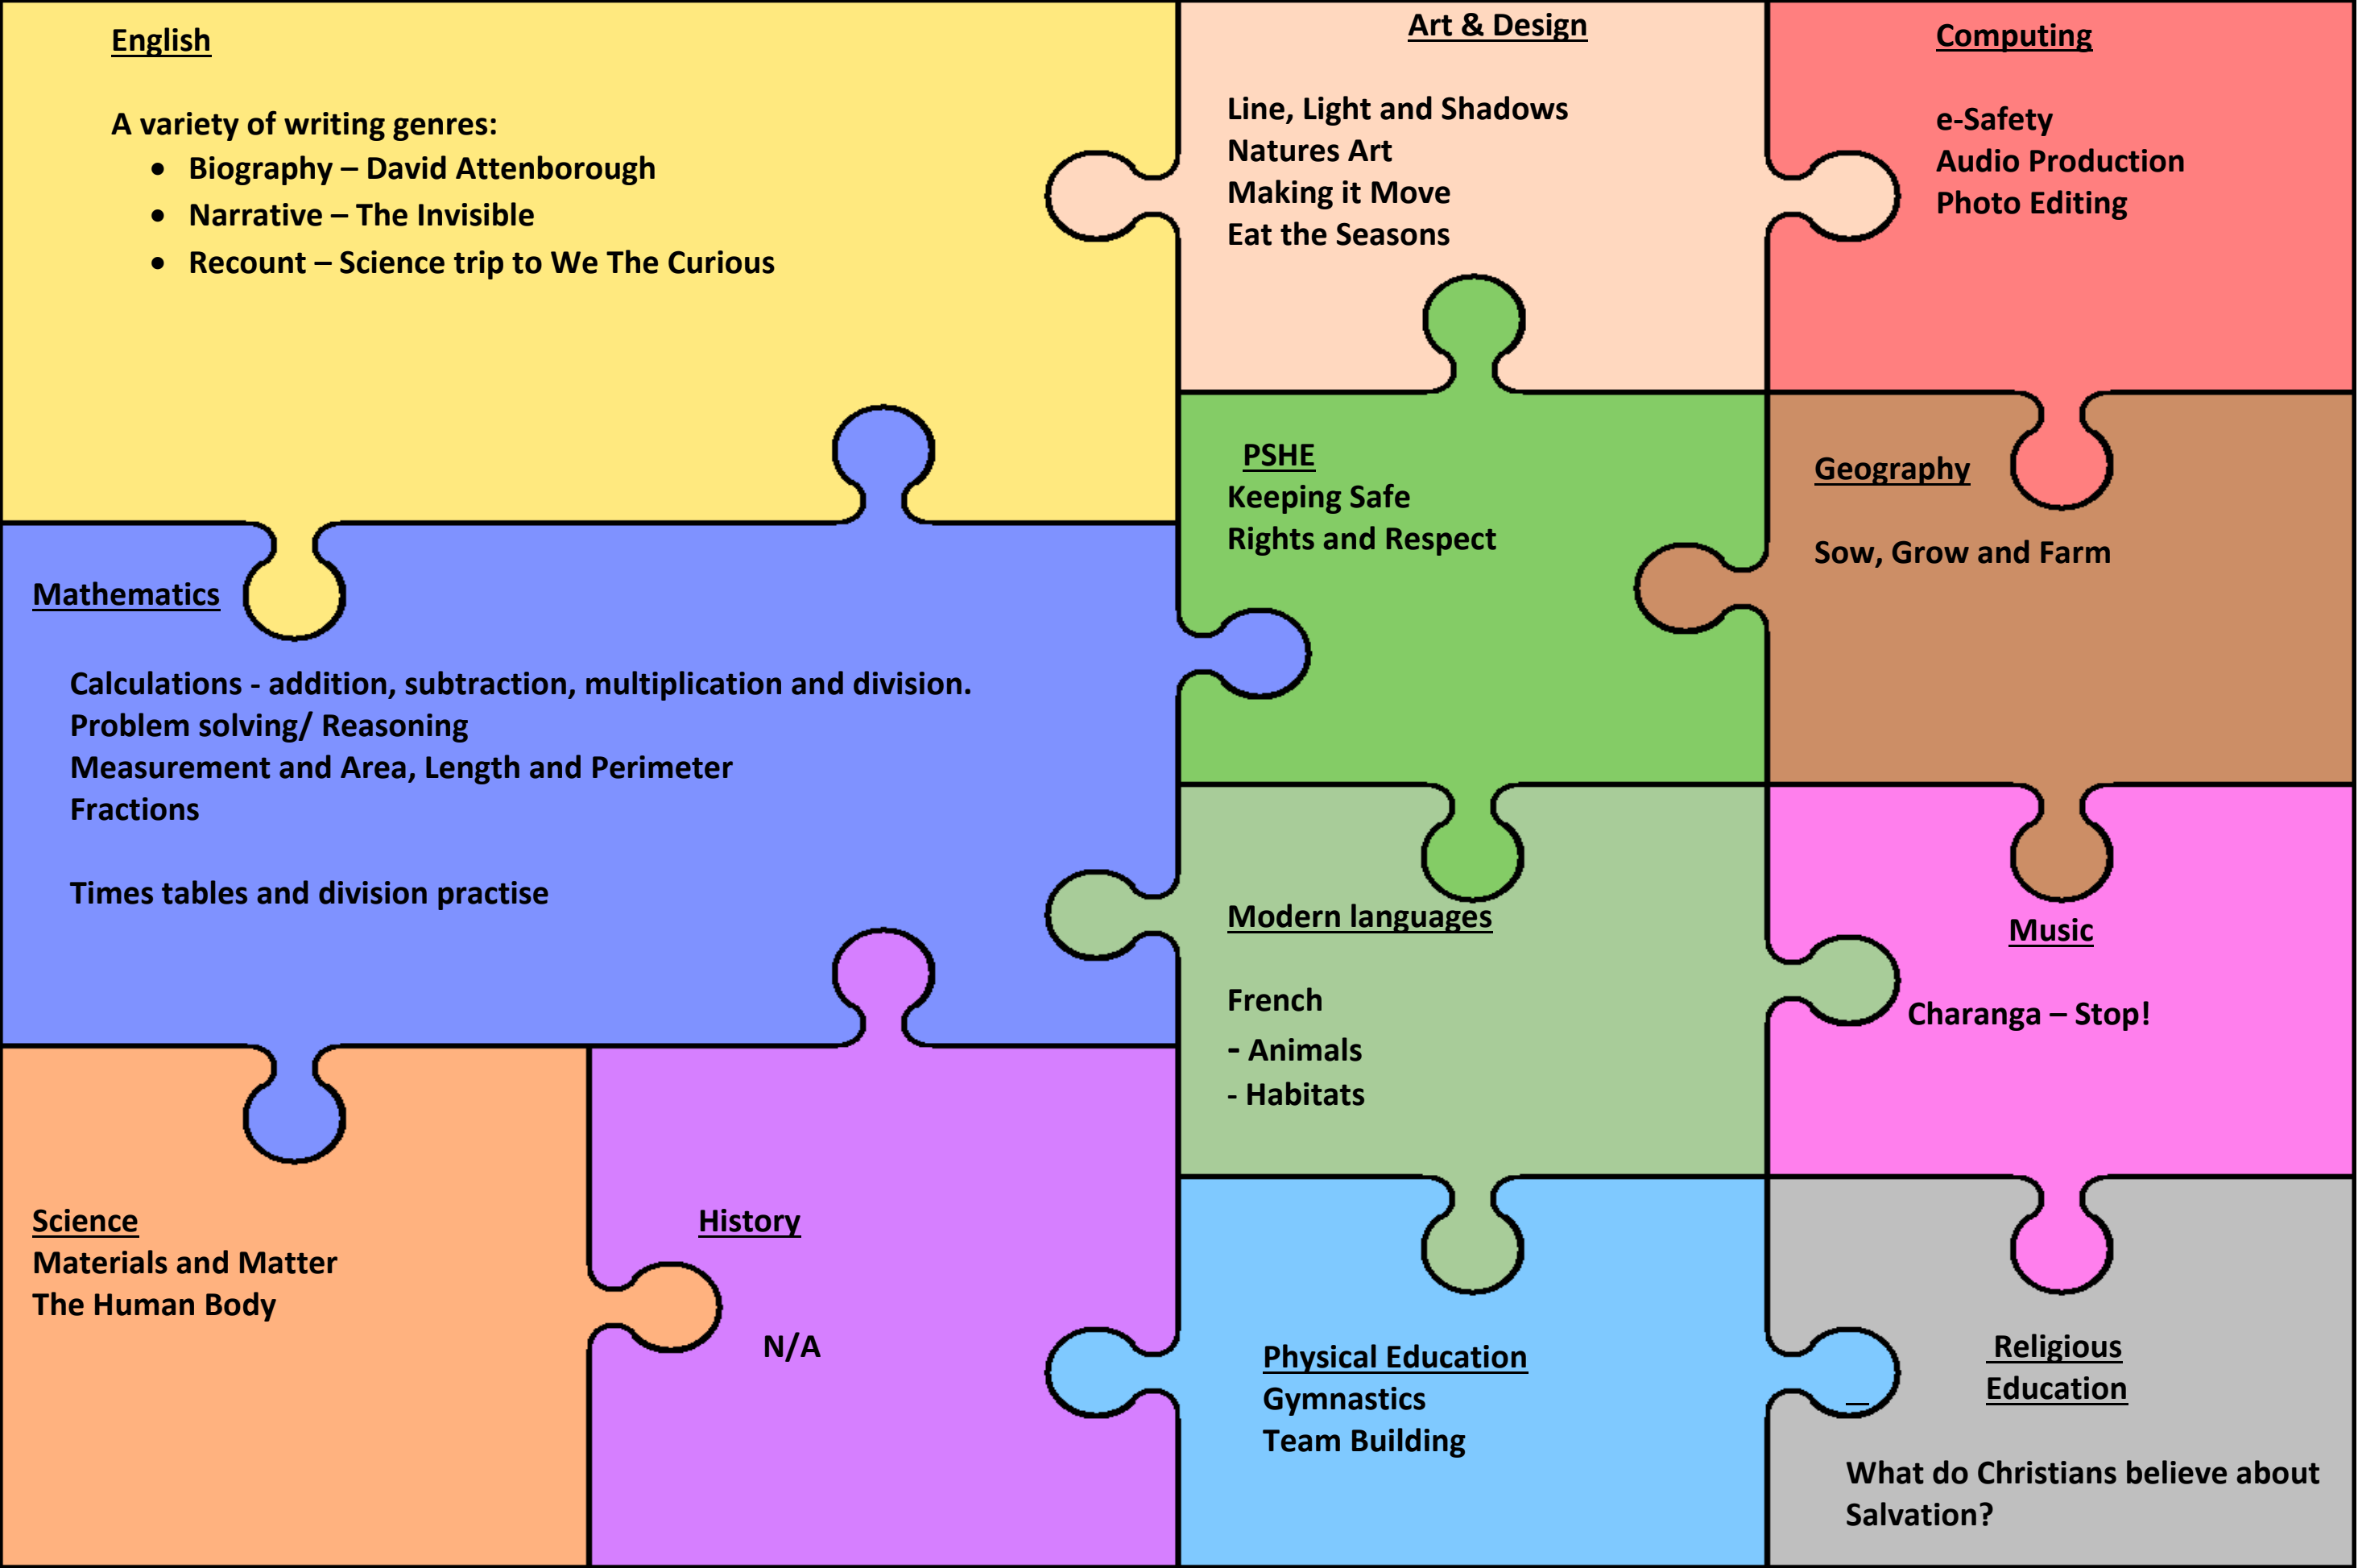 English
A variety of writing genres:
• Biography – David Attenborough
• Narrative – The Invisible
• Recount – Science trip to We The Curious
Art & Design
Line, Light and Shadows
Natures Art
Making it Move
Eat the Seasons
Computing
e-Safety
Audio Production
Photo Editing
Mathematics
Calculations - addition, subtraction, multiplication and division.
Problem solving/ Reasoning
Measurement and Area, Length and Perimeter
Fractions
Times tables and division practise
PSHE
Keeping Safe
Rights and Respect
Geography
Sow, Grow and Farm
Modern languages
French
- Animals
- Habitats
Music
Charanga – Stop!
Science
Materials and Matter
The Human Body
History
N/A
Physical Education
Gymnastics
Team Building
Religious
Education
What do Christians believe about
Salvation?